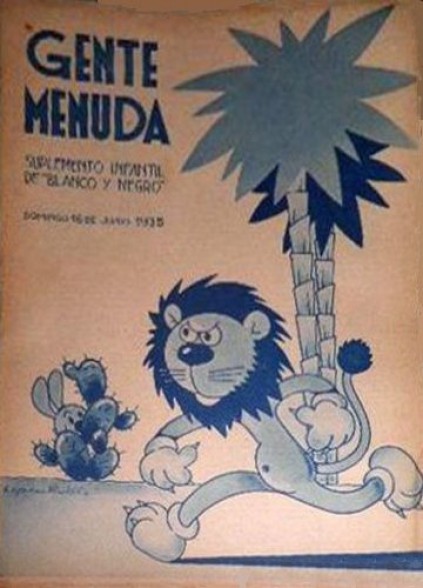 GENTE
MENUDA
SUPLEMENTO INFANTIL
DE "BLANCO Y NEGRO"
DOMINGO 16 DE JUNIO 1935